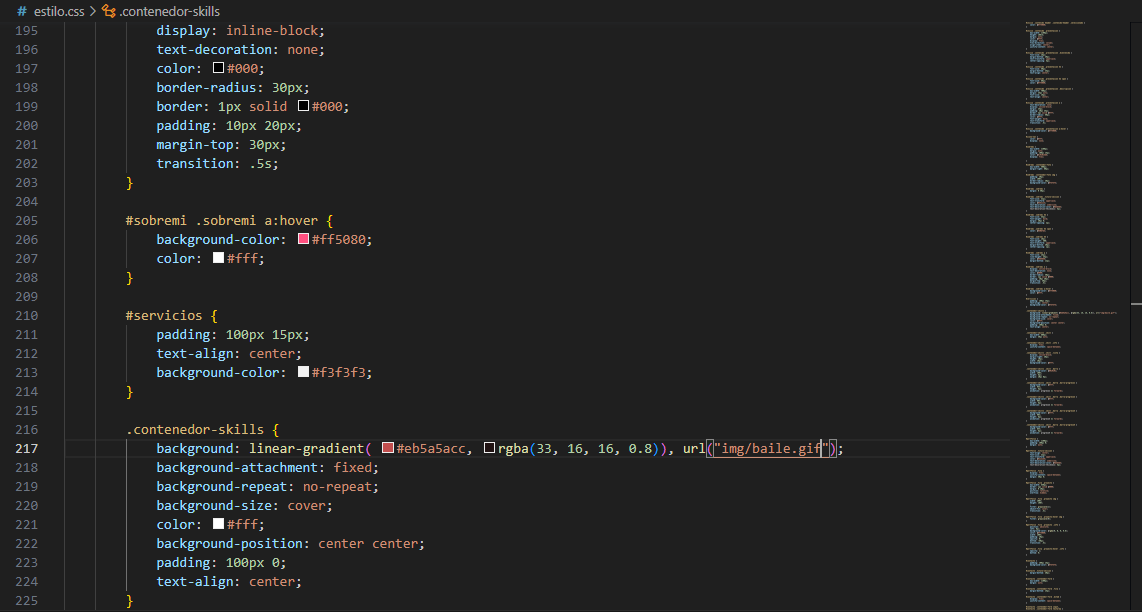 # estilo.css > .contenedor-skills
195 display: inline-block;
196 text-decoration: none;
197 color: #000;
198 border-radius: 30px;
199 border: 1px solid #000;
200 padding: 10px 20px;
201 margin-top: 30px;
202 transition: .5s;
203 }
204
205 #sobremi .sobremi a:hover {
206 background-color: #ff5080;
207 color: #fff;
208 }
209
210 #servicios {
211 padding: 100px 15px;
212 text-align: center;
213 background-color: #f3f3f3;
214 }
215
216 .contenedor-skills {
217 background: linear-gradient( #eb5a5acc, rgba(33, 16, 16, 0.8)), url("img/baile.gif");
218 background-attachment: fixed;
219 background-repeat: no-repeat;
220 background-size: cover;
221 color: #fff;
222 background-position: center center;
223 padding: 100px 0;
224 text-align: center;
225 }